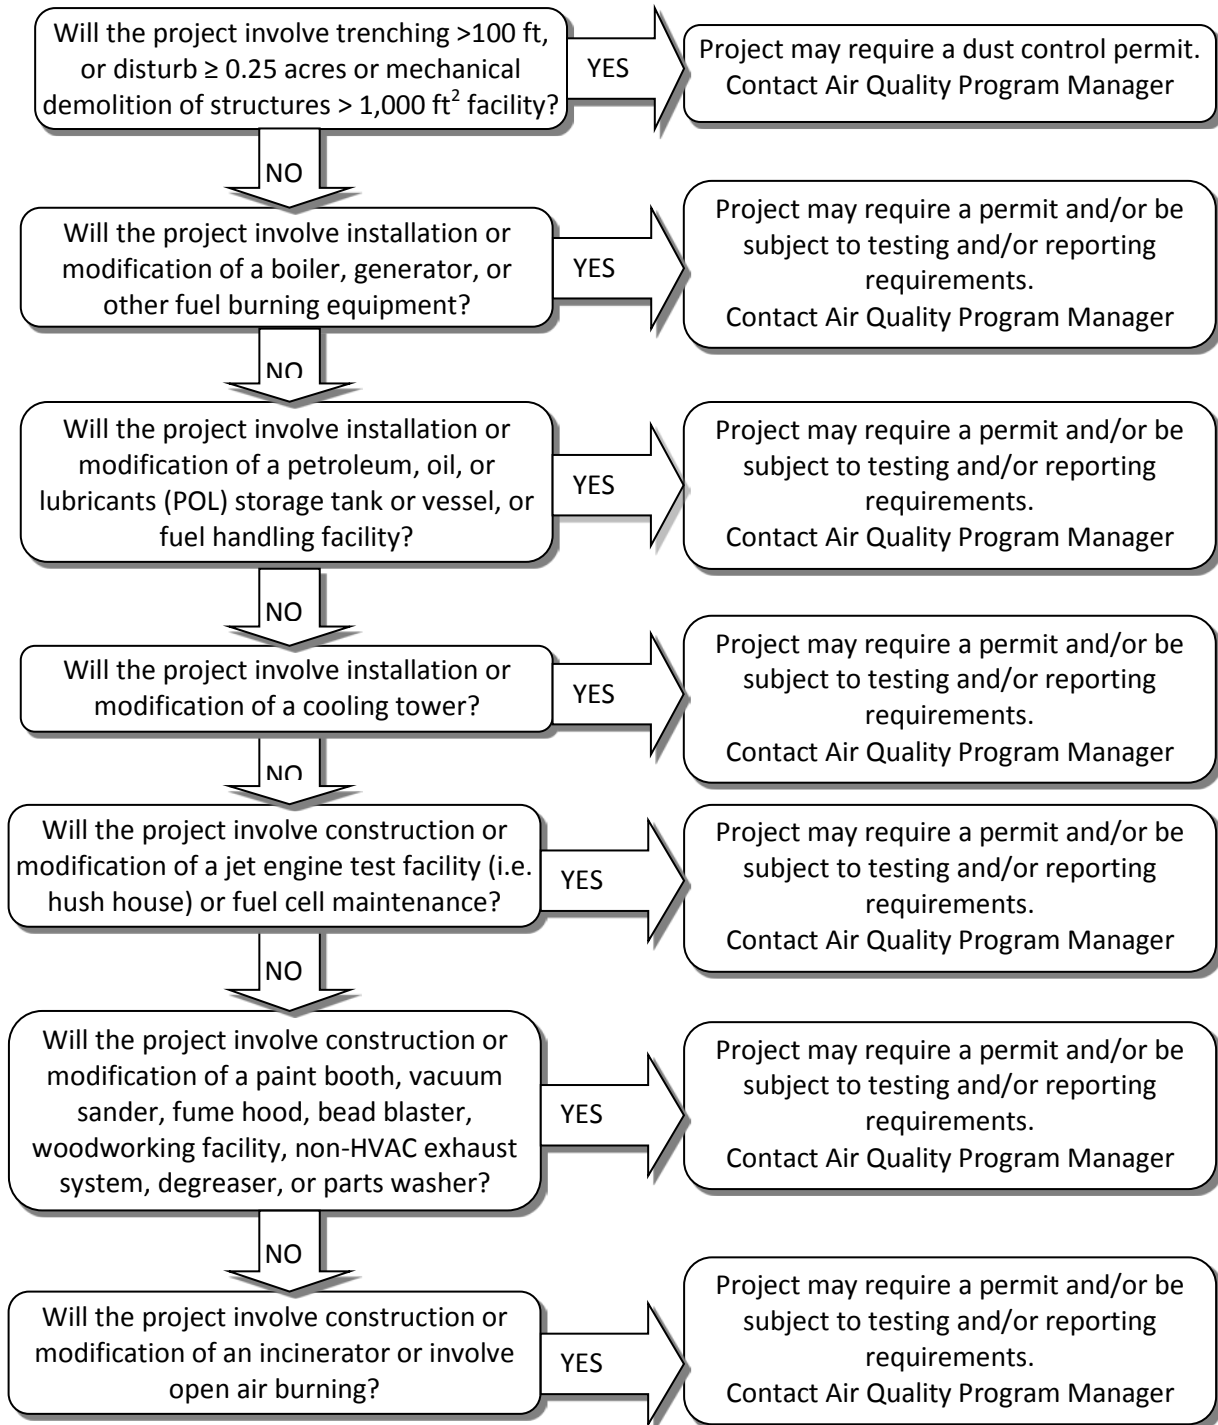 Will the project involve trenching >100 ft,
or disturb ≥ 0.25 acres or mechanical
demolition of structures > 1,000 ft² facility?
YES
Project may require a dust control permit.
Contact Air Quality Program Manager
NO
Will the project involve installation or
modification of a boiler, generator, or
other fuel burning equipment?
YES
Project may require a permit and/or be
subject to testing and/or reporting
requirements.
Contact Air Quality Program Manager
NO
Will the project involve installation or
modification of a petroleum, oil, or
lubricants (POL) storage tank or vessel, or
fuel handling facility?
YES
Project may require a permit and/or be
subject to testing and/or reporting
requirements.
Contact Air Quality Program Manager
NO
Will the project involve installation or
modification of a cooling tower?
YES
Project may require a permit and/or be
subject to testing and/or reporting
requirements.
Contact Air Quality Program Manager
NO
Will the project involve construction or
modification of a jet engine test facility (i.e.
hush house) or fuel cell maintenance?
YES
Project may require a permit and/or be
subject to testing and/or reporting
requirements.
Contact Air Quality Program Manager
NO
Will the project involve construction or
modification of a paint booth, vacuum
sander, fume hood, bead blaster,
woodworking facility, non-HVAC exhaust
system, degreaser, or parts washer?
YES
Project may require a permit and/or be
subject to testing and/or reporting
requirements.
Contact Air Quality Program Manager
NO
Will the project involve construction or
modification of an incinerator or involve
open air burning?
YES
Project may require a permit and/or be
subject to testing and/or reporting
requirements.
Contact Air Quality Program Manager